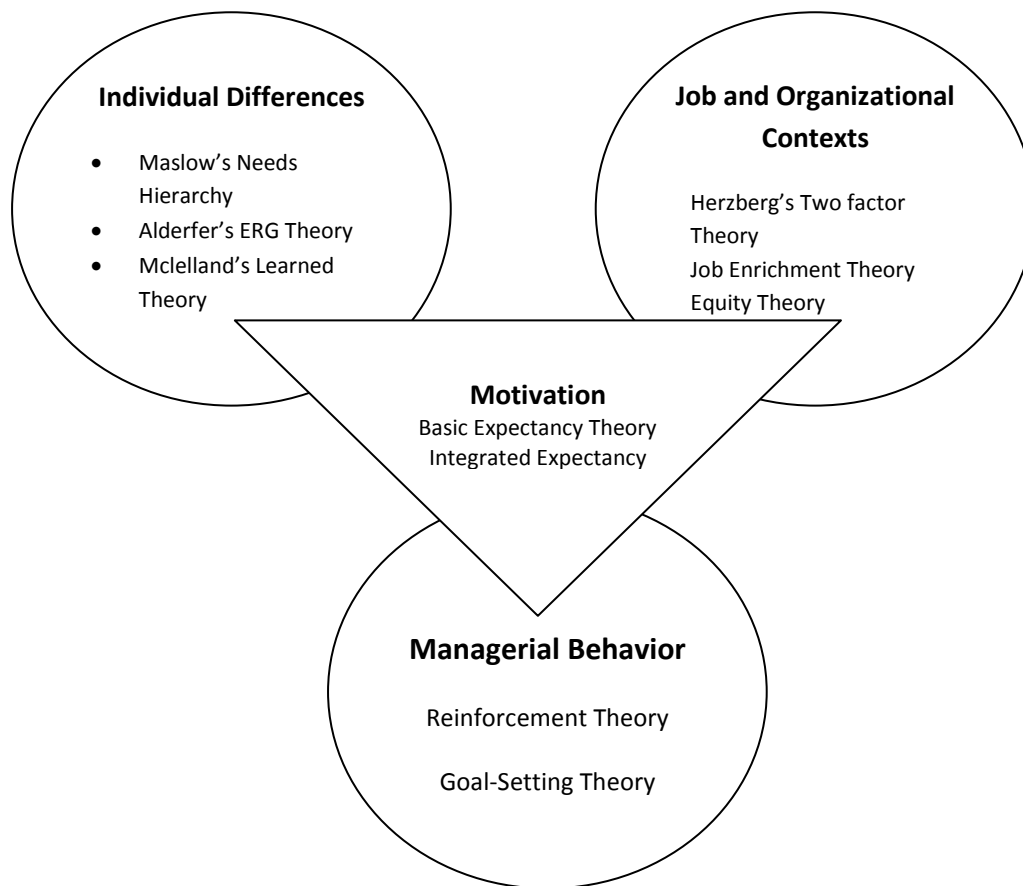 Individual Differences
• Maslow’s Needs
Hierarchy
• Alderfer’s ERG Theory
• Mclelland’s Learned
Theory
Job and Organizational
Contexts
Herzberg’s Two factor
Theory
Job Enrichment Theory
Equity Theory
Motivation
Basic Expectancy Theory
Integrated Expectancy
Managerial Behavior
Reinforcement Theory
Goal-Setting Theory